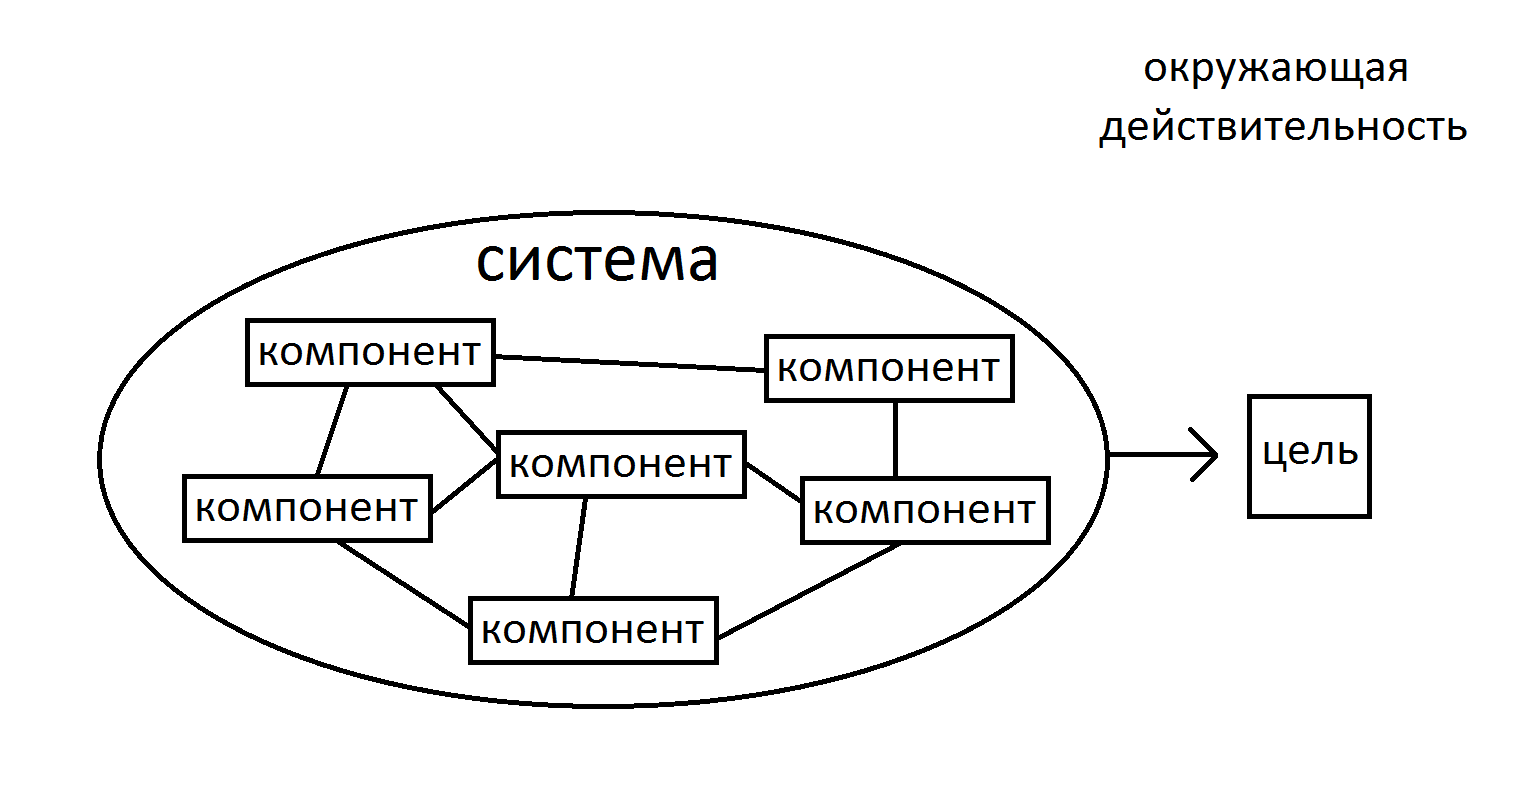 окружающая
действительность
система
компонент
компонент
компонент
компонент
компонент
компонент
цель